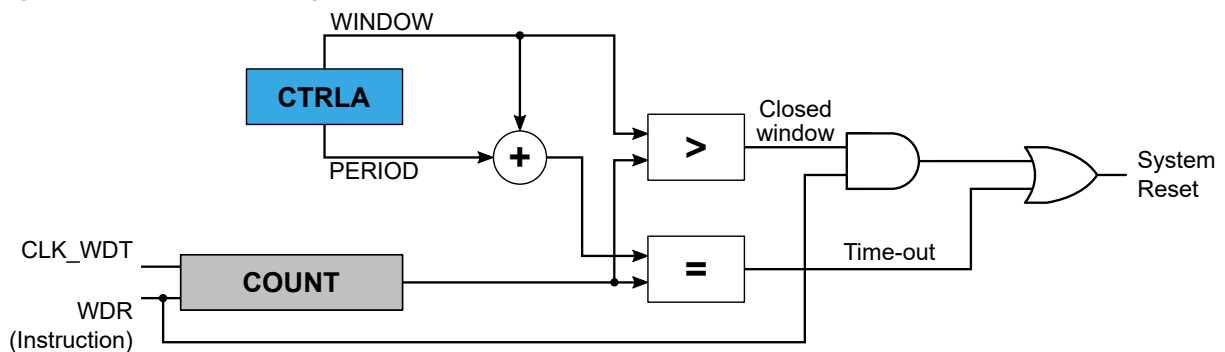 WINDOW
CTRLA
PERIOD
+
>
=
Closed
window
System
Reset
Time-out
CLK_WDT
COUNT
WDR
(Instruction)